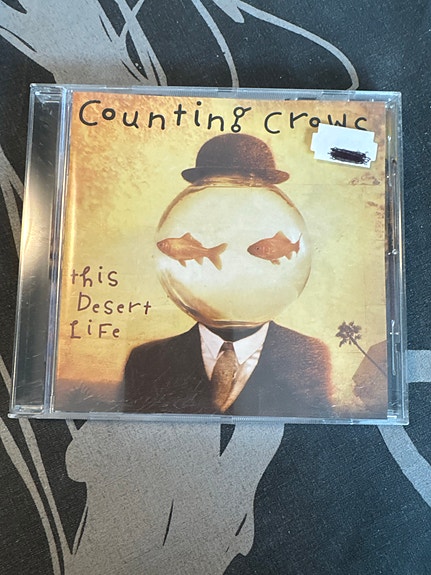 Counting Crows
this
Desert
LiFe